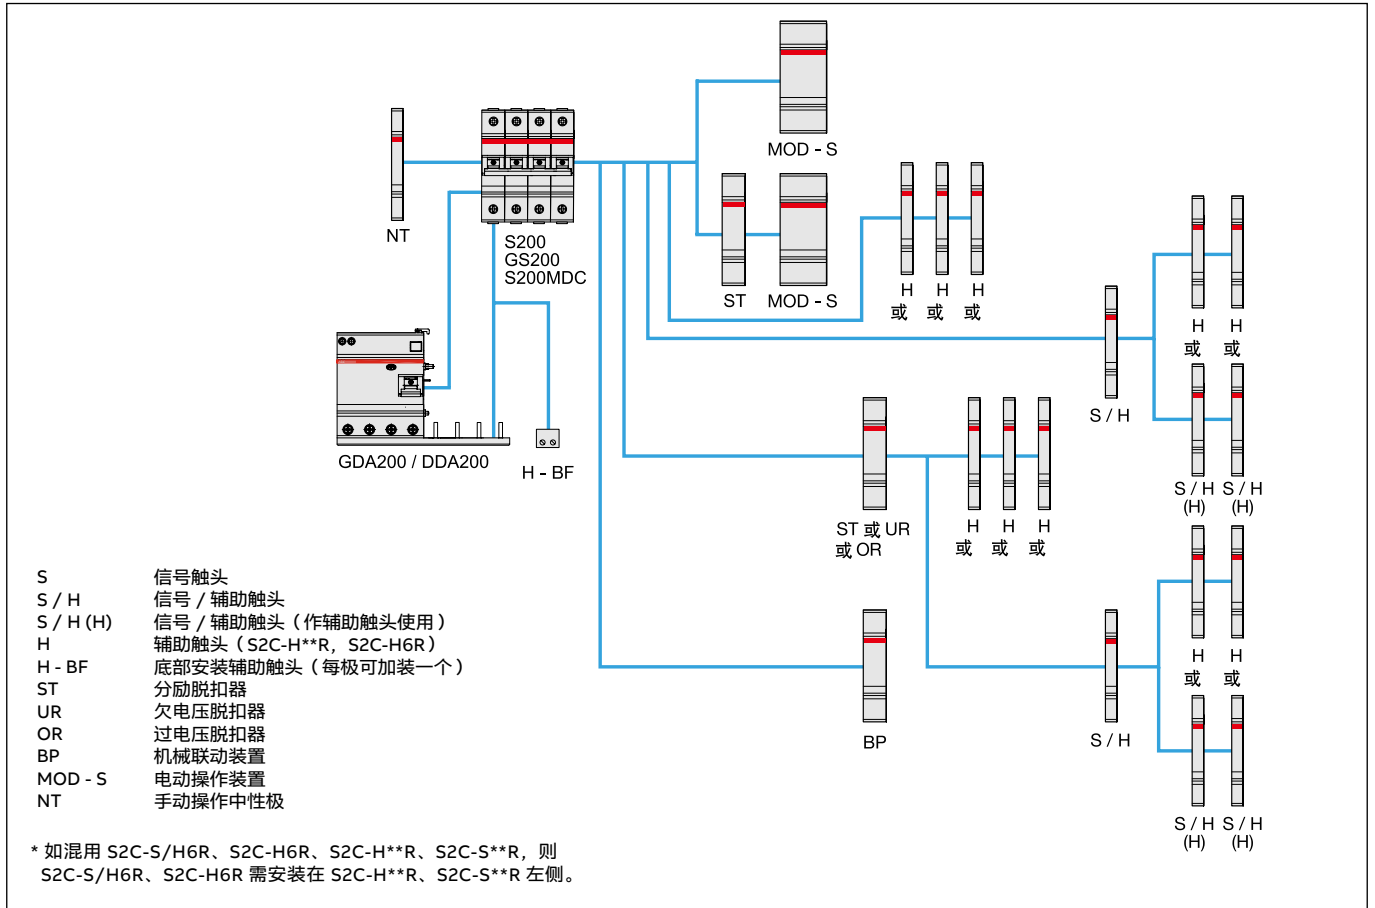 MOD - S
NT
S200
GS200
S200MDC
ST
MOD - S
H
或
H
或
H
或
H
或
H
或
S / H
S / H
(H)
S / H
(H)
GDA200 / DDA200
H - BF
ST 或 UR
或 OR
H
或
H
或
H
或
H
或
H
或
BP
S / H
S / H
(H)
S / H
(H)
S 信号触头
S / H 信号 / 辅助触头
S / H (H) 信号 / 辅助触头（作辅助触头使用）
H 辅助触头（S2C-H**R，S2C-H6R）
H - BF 底部安装辅助触头（每极可加装一个）
ST 分励脱扣器
UR 欠电压脱扣器
OR 过电压脱扣器
BP 机械联动装置
MOD - S 电动操作装置
NT 手动操作中性极
* 如混用 S2C-S/H6R、S2C-H6R、S2C-H**R、S2C-S**R，则
S2C-S/H6R、S2C-H6R 需安装在 S2C-H**R、S2C-S**R 左侧。